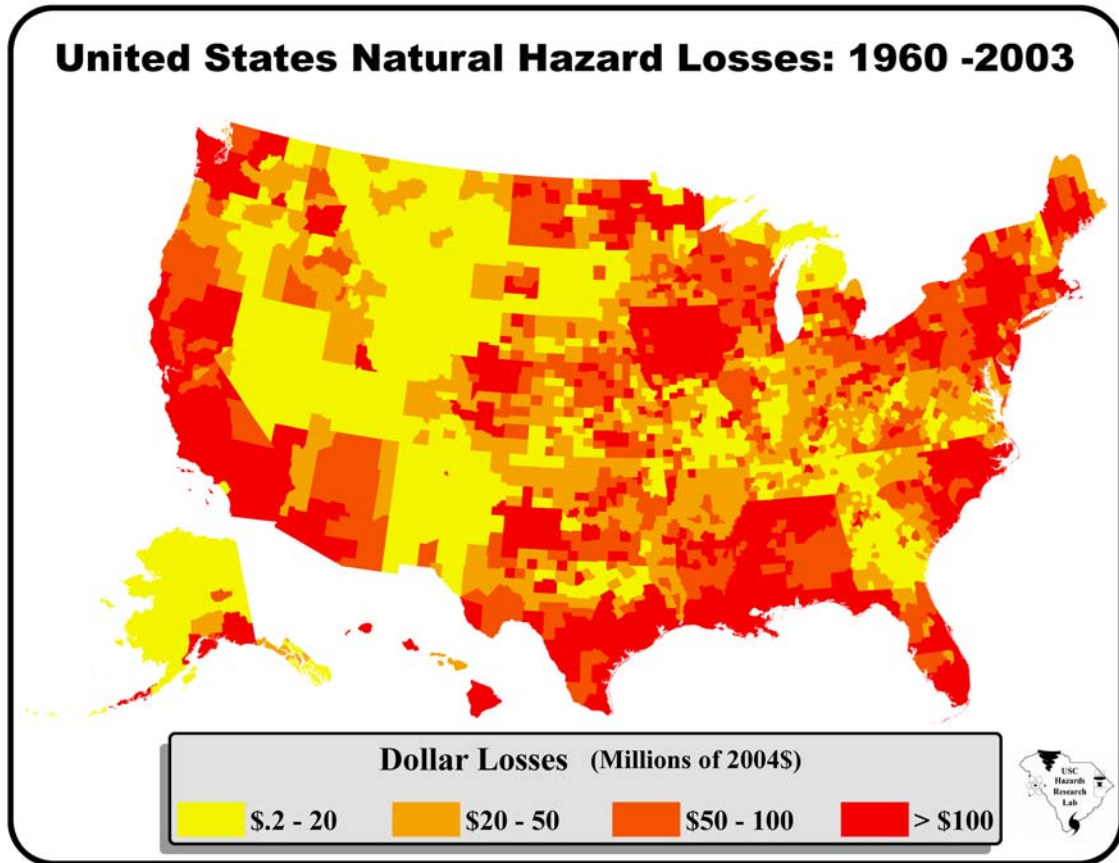 United States Natural Hazard Losses: 1960 -2003
Dollar Losses (Millions of 2004$)
$.2 - 20 $20 - 50 $50 - 100 > $100
USC
Hazards
Research
Lab